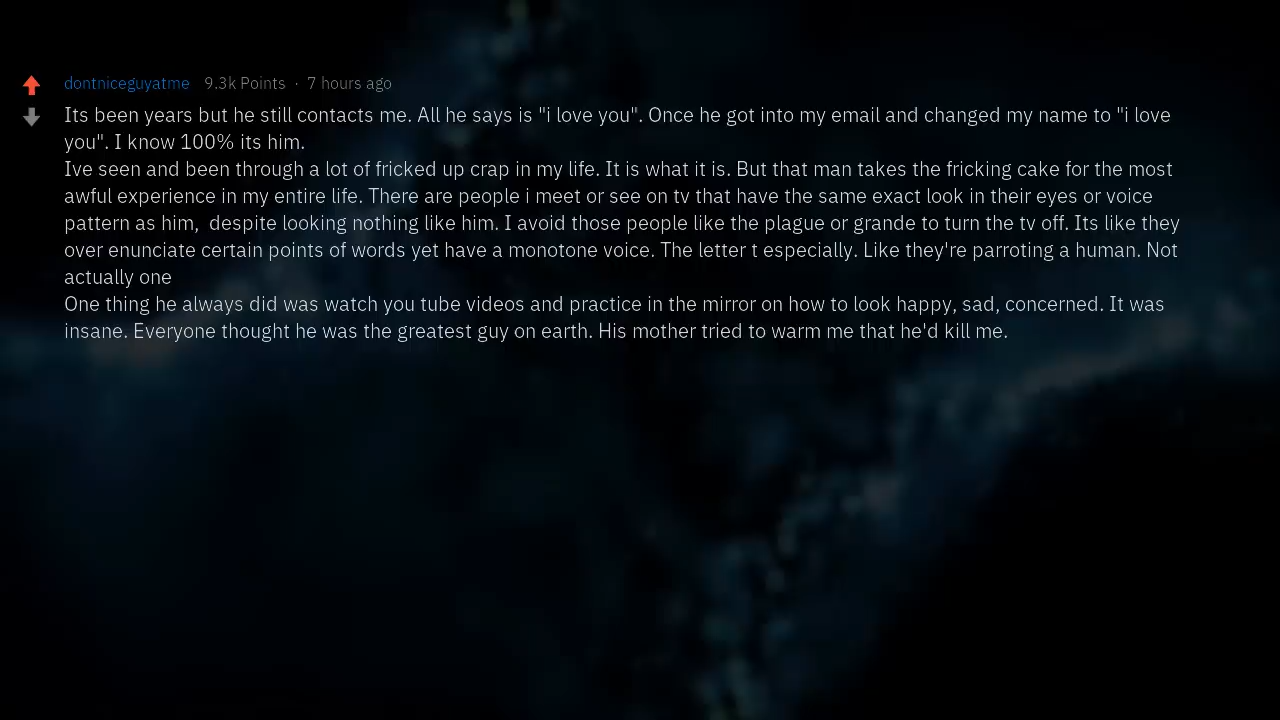 dontniceguyatme 9.3k Points · 7 hours ago
Its been years but he still contacts me. All he says is "i love you". Once he got into my email and changed my name to "i love
you". I know 100% its him.
Ive seen and been through a lot of fricked up crap in my life. It is what it is. But that man takes the fricking cake for the most
awful experience in my entire life. There are people i meet or see on tv that have the same exact look in their eyes or voice
pattern as him,  despite looking nothing like him. I avoid those people like the plague or grande to turn the tv off. Its like they
over enunciate certain points of words yet have a monotone voice. The letter t especially. Like they're parroting a human. Not
actually one
One thing he always did was watch you tube videos and practice in the mirror on how to look happy, sad, concerned. It was
insane. Everyone thought he was the greatest guy on earth. His mother tried to warm me that he'd kill me.